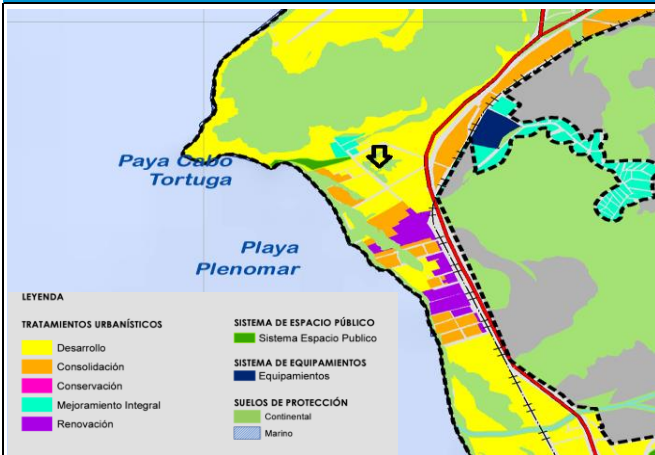 Paya Cabo
Tortuga
Playa
Plenomar
LEYENDA
TRATAMIENTOS URBANÍSTICOS
Desarrollo
Consolidación
Conservación
Mejoramiento Integral
Renovación
SISTEMA DE ESPACIO PÚBLICO
Sistema Espacio Publico
SISTEMA DE EQUIPAMIENTOS
Equipamientos
SUELOS DE PROTECCIÓN
Continental
Marino